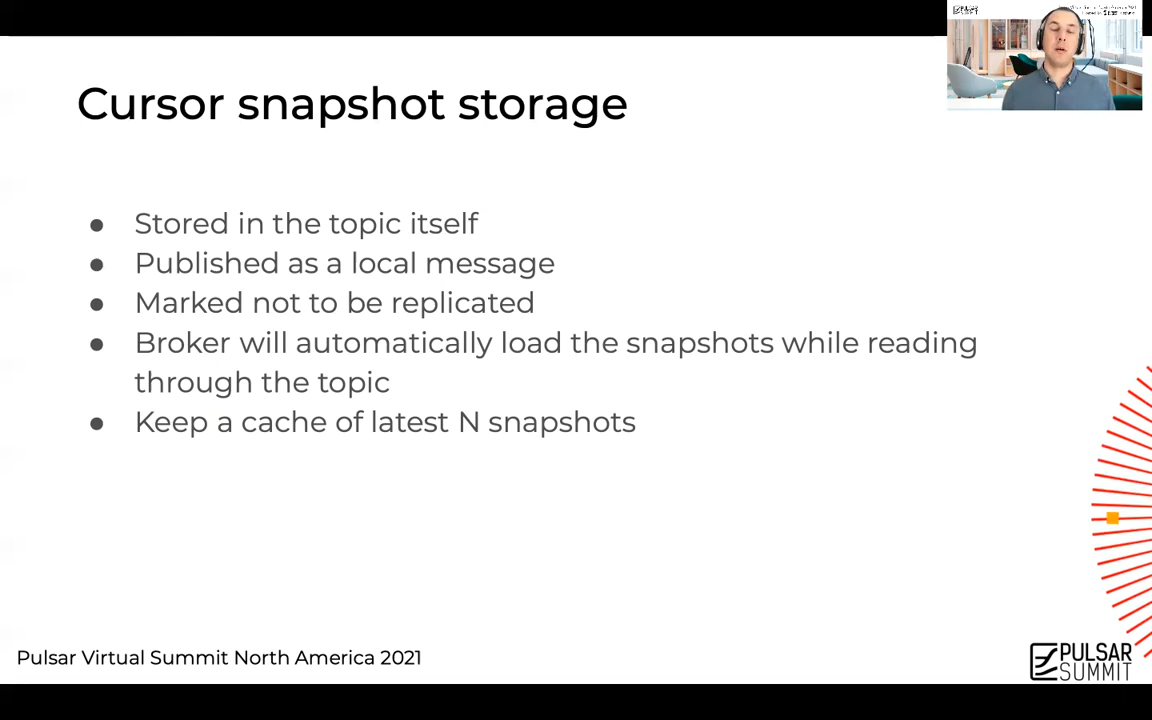 Cursor snapshot storage
● Stored in the topic itself
● Published as a local message
● Marked not to be replicated
● Broker will automatically load the snapshots while reading
through the topic
● Keep a cache of latest N snapshots
Pulsar Virtual Summit North America 2021
PULSAR
SUMMIT